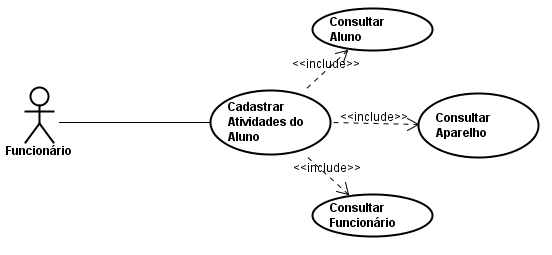 Consultar
Aluno
<<include>>
Cadastrar
Atividades do
Aluno
<<include>>
Consultar
Aparelho
Funcionário
<<include>>
Consultar
Funcionário